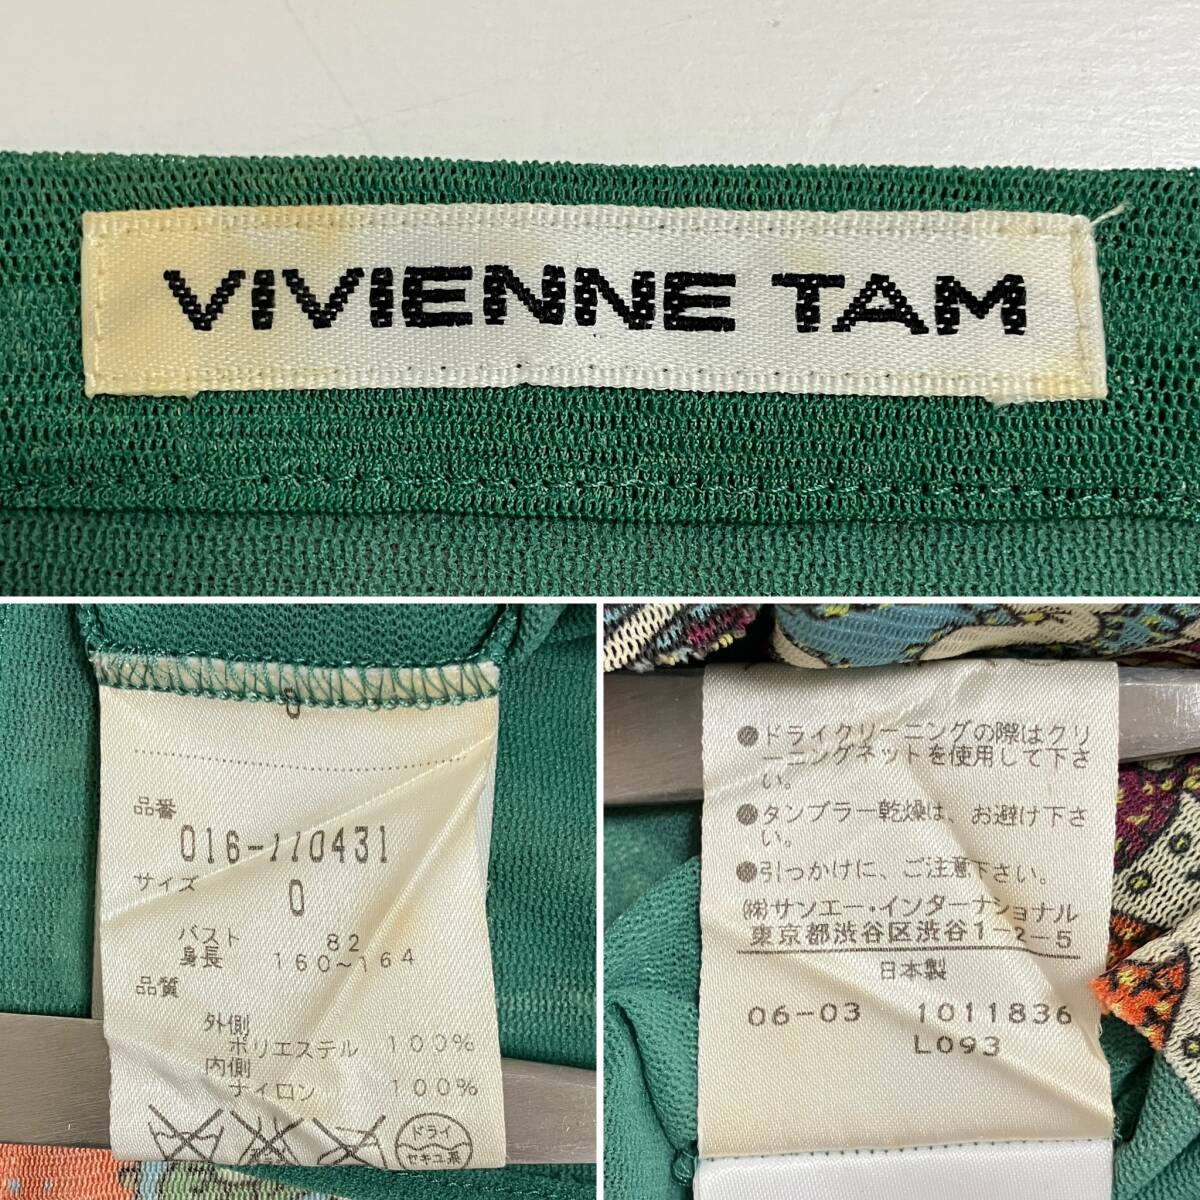 VIVIENNE TAM
0
品番
016-110431
サイズ
0
バスト 82
身長 160~164
品質
外側
ポリエステル 100%
内側
ナイロン 100%
ドライ
セキユ系
●ドライクリーニングの際はクリ
ーニングネットを使用して下さ
い。
●タンブラー乾燥は、お避け下さ
い。
●引っかけに、ご注意下さい。
㈱サンエー・インターナショナル
東京都渋谷区渋谷1-2-5
日本製
06-03 1011836
L093